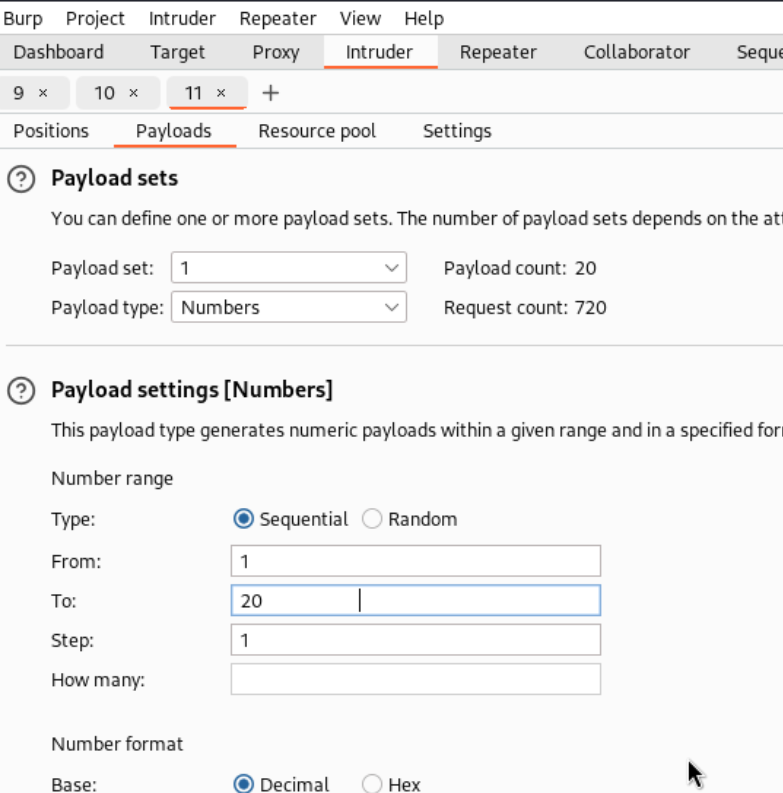 Burp Project Intruder Repeater View Help
Dashboard Target Proxy Intruder Repeater Collaborator Seque
9 × 10 × 11 × +
Positions Payloads Resource pool Settings
? Payload sets
You can define one or more payload sets. The number of payload sets depends on the att
Payload set: 1 Payload count: 20
Payload type: Numbers Request count: 720
? Payload settings [Numbers]
This payload type generates numeric payloads within a given range and in a specified for
Number range
Type: Sequential Random
From: 1
To: 20
Step: 1
How many:
Number format
Base: Decimal Hex